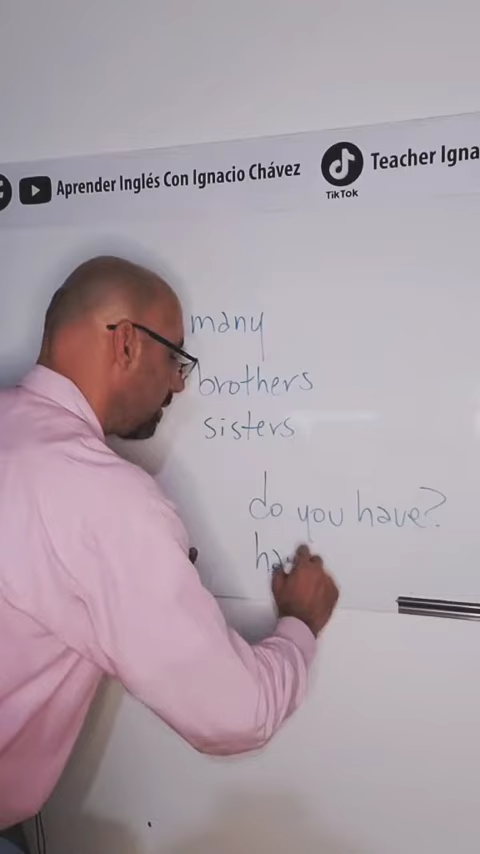 Aprender Inglés Con Ignacio Chávez
TikTok
Teacher Igna
many
brothers
sisters
do you have?
ha